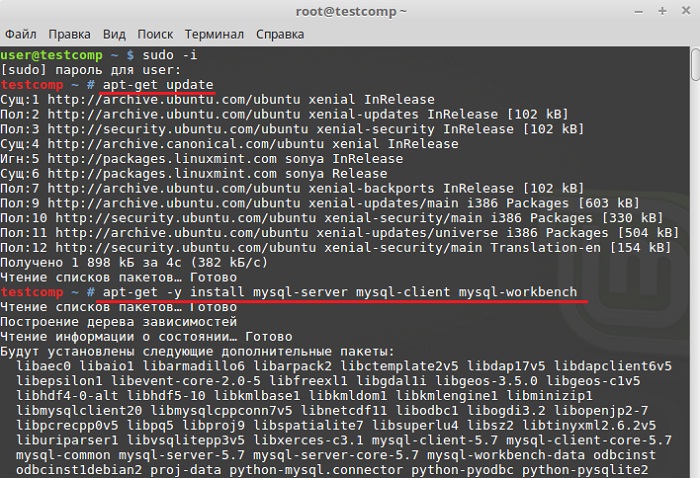 root@testcomp ~
Файл Правка Вид Поиск Терминал Справка
user@testcomp ~ $ sudo -i
[sudo] пароль для user:
testcomp ~ # apt-get update
Сущ:1 http://archive.ubuntu.com/ubuntu xenial InRelease
Пол:2 http://archive.ubuntu.com/ubuntu xenial-updates InRelease [102 kB]
Пол:3 http://security.ubuntu.com/ubuntu xenial-security InRelease [102 kB]
Сущ:4 http://archive.canonical.com/ubuntu xenial InRelease
Игн:5 http://packages.linuxmint.com sonya InRelease
Сущ:6 http://packages.linuxmint.com sonya Release
Пол:7 http://archive.ubuntu.com/ubuntu xenial-backports InRelease [102 kB]
Пол:9 http://archive.ubuntu.com/ubuntu xenial-updates/main i386 Packages [603 kB]
Пол:10 http://security.ubuntu.com/ubuntu xenial-security/main i386 Packages [330 kB]
Пол:11 http://archive.ubuntu.com/ubuntu xenial-updates/universe i386 Packages [504 kB]
Пол:12 http://security.ubuntu.com/ubuntu xenial-security/main Translation-en [154 kB]
Получено 1 898 kБ за 4с (382 kБ/c)
Чтение списков пакетов… Готово
testcomp ~ # apt-get -y install mysql-server mysql-client mysql-workbench
Чтение списков пакетов… Готово
Построение дерева зависимостей
Чтение информации о состоянии… Готово
Будут установлены следующие дополнительные пакеты:
libaec0 libaio1 libarmadillo6 libarpack2 libctemplate2v5 libdap17v5 libdapclient6v5
libepsilon1 libevent-core-2.0-5 libfreexl1 libgdal1i libgeos-3.5.0 libgeos-c1v5
libhdf4-0-alt libhdf5-10 libkmlbase1 libkmldom1 libkmlengine1 libminizip1
libmysqlclient20 libmysqlcppconn7v5 libnetcdf11 libodbc1 libogdi3.2 libopenjp2-7
libpcrecpp0v5 libpq5 libproj9 libspatialite7 libsuperlu4 libsz2 libtinyxml2.6.2v5
liburiparser1 libvsqlitepp3v5 libxerces-c3.1 mysql-client-5.7 mysql-client-core-5.7
mysql-common mysql-server-5.7 mysql-server-core-5.7 mysql-workbench-data odbcinst
odbcinst1debian2 proj-data python-mysql.connector python-pyodbc python-pysqlite2